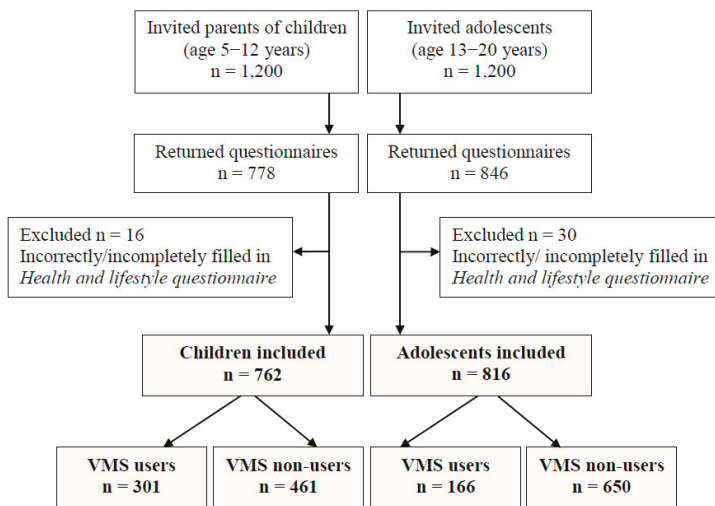 Invited parents of children
(age 5−12 years)
n = 1,200
Invited adolescents
(age 13−20 years)
n = 1,200
Returned questionnaires
n = 778
Returned questionnaires
n = 846
Excluded n = 16
Incorrectly/incompletely filled in
Health and lifestyle questionnaire
Excluded n = 30
Incorrectly/ incompletely filled in
Health and lifestyle questionnaire
Children included
n = 762
Adolescents included
n = 816
VMS users
n = 301
VMS non-users
n = 461
VMS users
n = 166
VMS non-users
n = 650